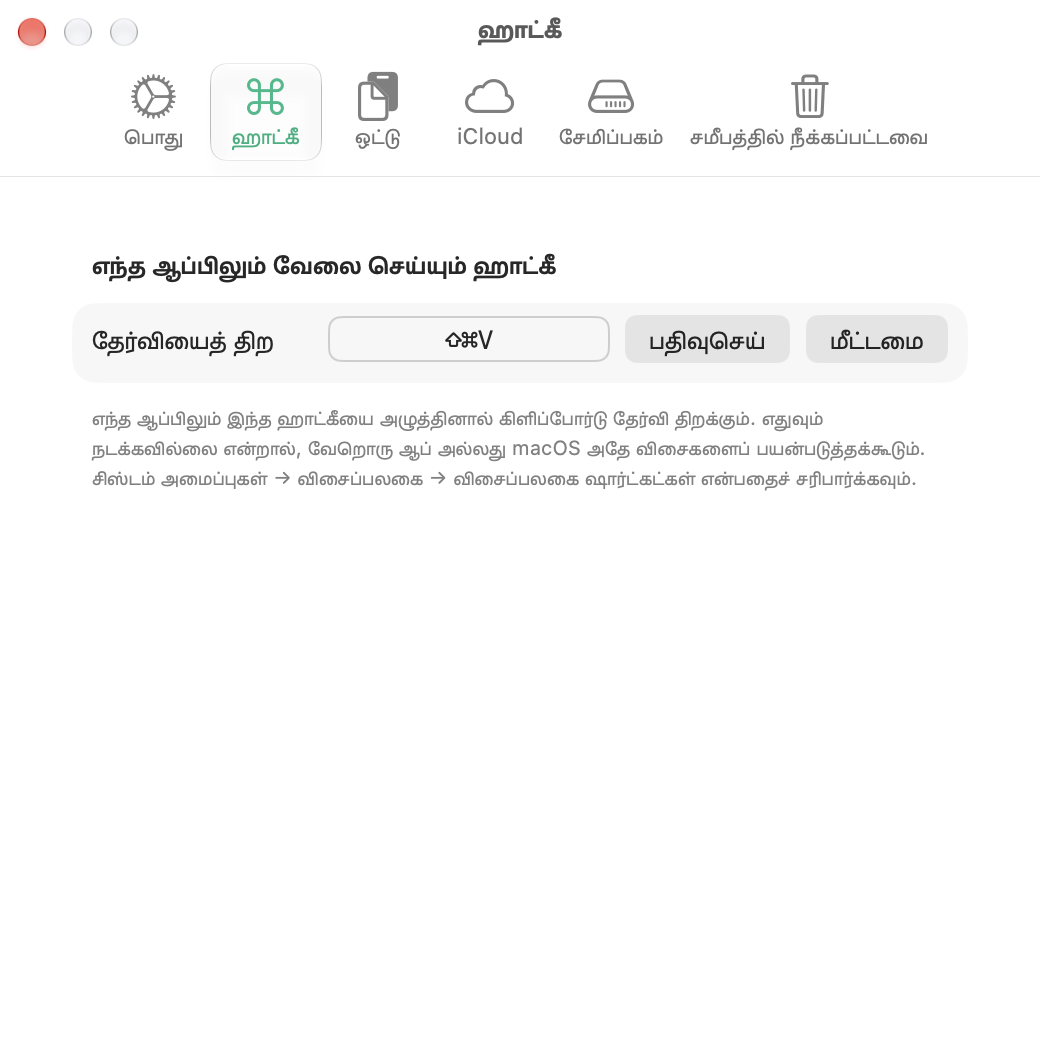 ஹாட்கீ
பொது
ஹாட்கீ
ஒட்டு
iCloud
சேமிப்பகம்
சமீபத்தில் நீக்கப்பட்டவை
எந்த ஆப்பிலும் வேலை செய்யும் ஹாட்கீ
தேர்வியைத் திற
⇧⌘V
பதிவுசெய்
மீட்டமை
எந்த ஆப்பிலும் இந்த ஹாட்கீயை அழுத்தினால் கிளிப்போர்டு தேர்வி திறக்கும். எதுவும்
நடக்கவில்லை என்றால், வேறொரு ஆப் அல்லது macOS அதே விசைகளைப் பயன்படுத்தக்கூடும்.
சிஸ்டம் அமைப்புகள் → விசைப்பலகை → விசைப்பலகை ஷார்ட்கட்கள் என்பதைச் சரிபார்க்கவும்.